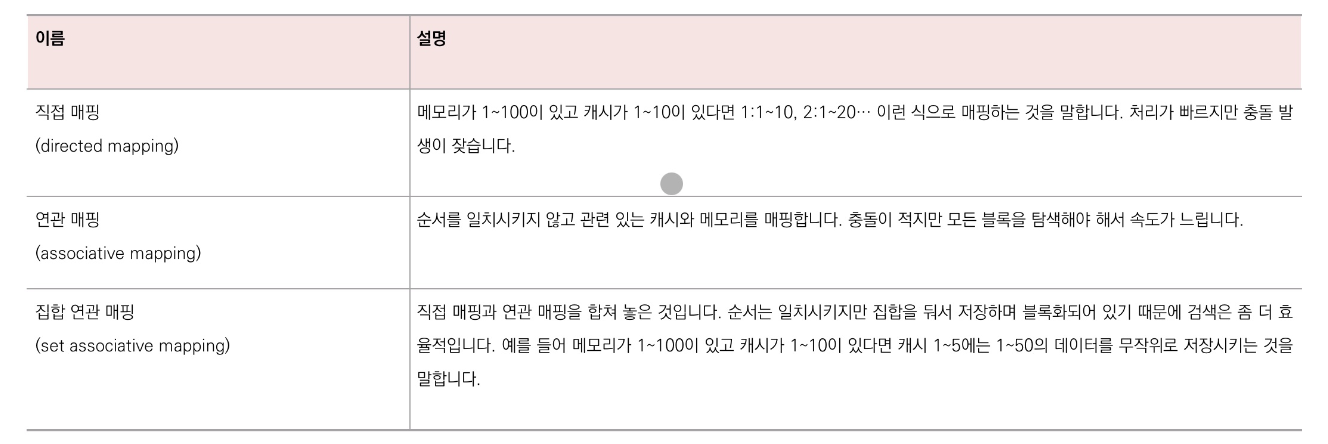 이름
설명
직접 매핑
(directed mapping)
메모리가 1~100이 있고 캐시가 1~10이 있다면 1:1~10, 2:1~20… 이런 식으로 매핑하는 것을 말합니다. 처리가 빠르지만 충돌 발
생이 잦습니다.
연관 매핑
(associative mapping)
순서를 일치시키지 않고 관련 있는 캐시와 메모리를 매핑합니다. 충돌이 적지만 모든 블록을 탐색해야 해서 속도가 느립니다.
집합 연관 매핑
(set associative mapping)
직접 매핑과 연관 매핑을 합쳐 놓은 것입니다. 순서는 일치시키지만 집합을 둬서 저장하며 블록화되어 있기 때문에 검색은 좀 더 효
율적입니다. 예를 들어 메모리가 1~100이 있고 캐시가 1~10이 있다면 캐시 1~5에는 1~50의 데이터를 무작위로 저장시키는 것을
말합니다.